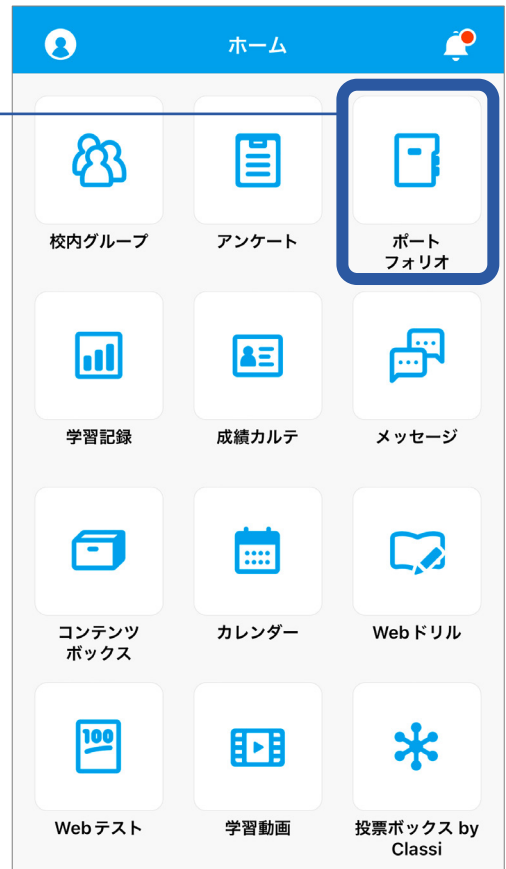 ホーム
校内グループ
アンケート
ポート
フォリオ
学習記録
成績カルテ
メッセージ
コンテンツ
ボックス
カレンダー
Webドリル
100
Webテスト
学習動画
投票ボックス by
Classi